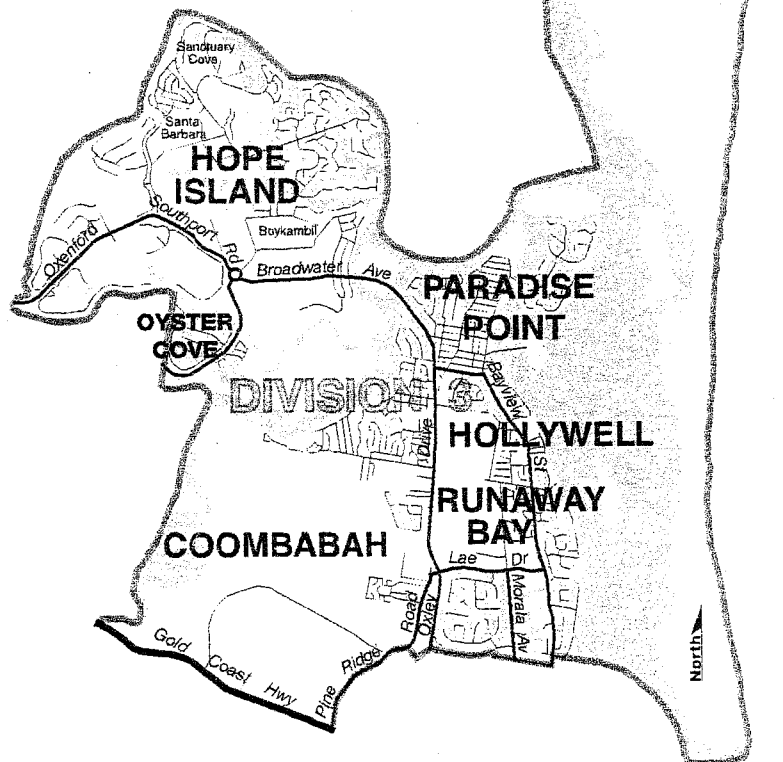 Sanctuary
Cove
Santa
Barbara
HOPE
ISLAND
Boykambil
Oxenford
Southport Rd
Broadwater Ave
PARADISE
POINT
OYSTER
COVE
DIVISION 3
Bayview St
HOLLYWELL
Drive
RUNAWAY
BAY
COOMBABAH
Lae Dr
Morala Av
Oxley
Pine Ridge Road
Gold Coast Hwy
North